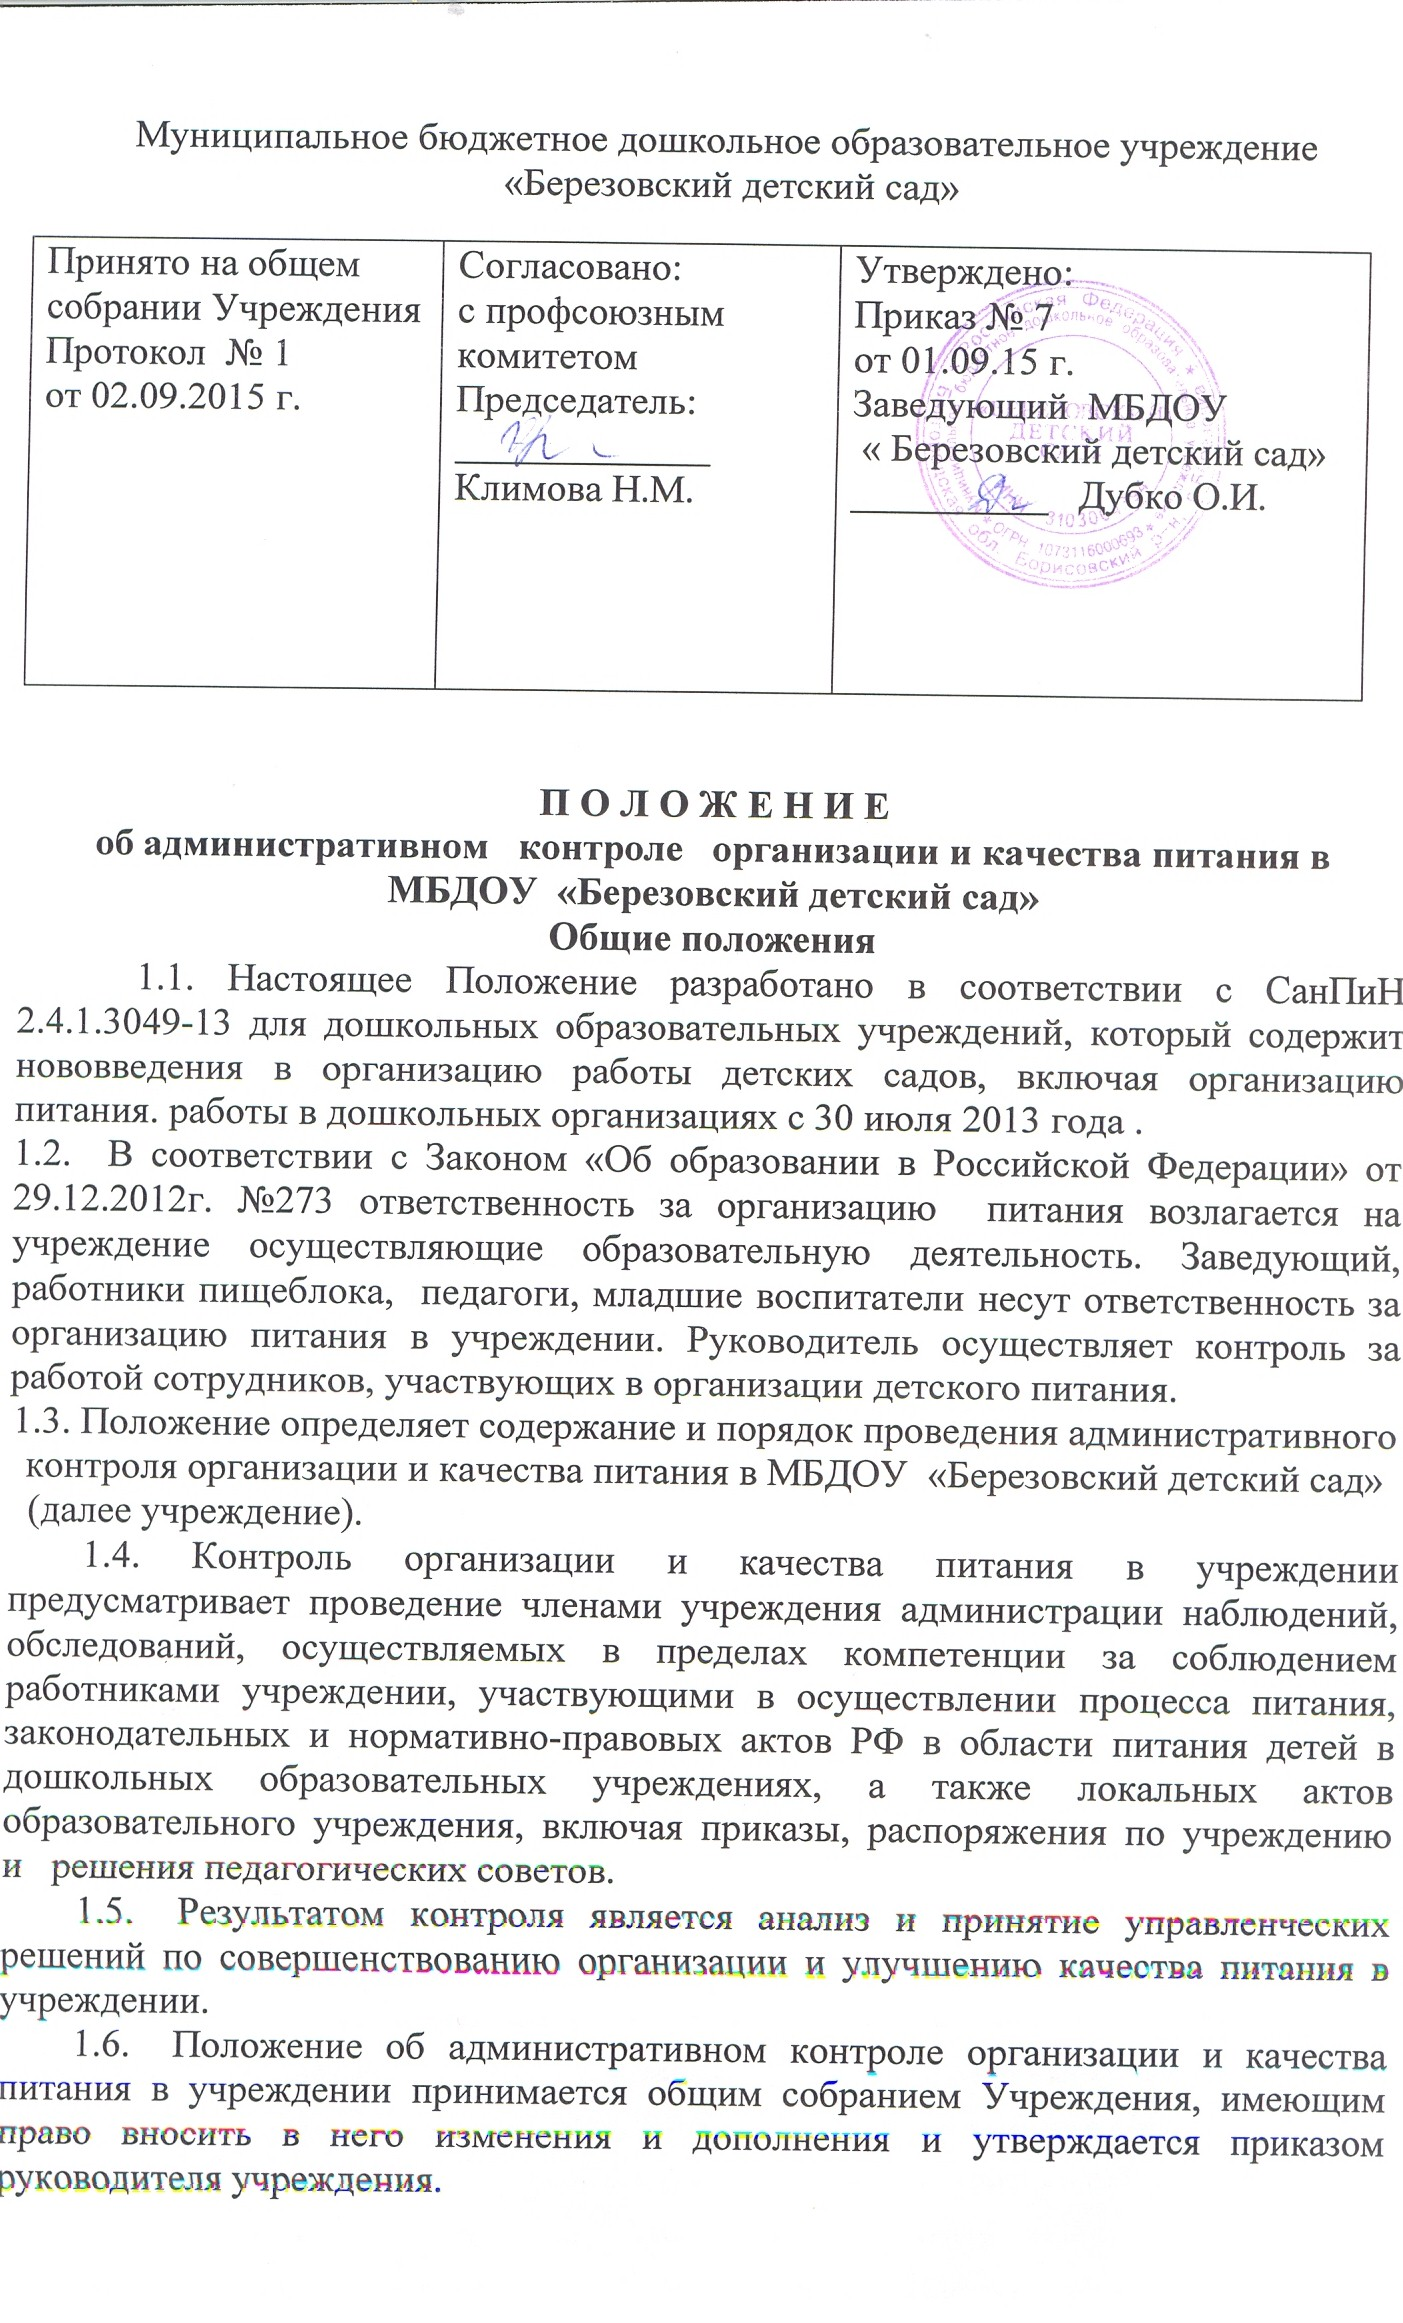 Муниципальное бюджетное дошкольное образовательное учреждение
«Березовский детский сад»
Принято на общем
собрании Учреждения
Протокол № 1
от 02.09.2015 г.
Согласовано:
с профсоюзным
комитетом
Председатель:
Климова Н.М.
Утверждено:
Приказ № 7
от 01.09.15 г.
Заведующий МБДОУ
« Березовский детский сад»
Дубко О.И.
Российская Федерация
ДЕТСКИЙ
ОГРН 1073116000693
обл. Борисовский р-н
П О Л О Ж Е Н И Е
об административном контроле организации и качества питания в
МБДОУ «Березовский детский сад»
Общие положения
1.1. Настоящее Положение разработано в соответствии с СанПиН
2.4.1.3049-13 для дошкольных образовательных учреждений, который содержит
нововведения в организацию работы детских садов, включая организацию
питания. работы в дошкольных организациях с 30 июля 2013 года .
1.2. В соответствии с Законом «Об образовании в Российской Федерации» от
29.12.2012г. №273 ответственность за организацию питания возлагается на
учреждение осуществляющие образовательную деятельность. Заведующий,
работники пищеблока, педагоги, младшие воспитатели несут ответственность за
организацию питания в учреждении. Руководитель осуществляет контроль за
работой сотрудников, участвующих в организации детского питания.
1.3. Положение определяет содержание и порядок проведения административного
контроля организации и качества питания в МБДОУ «Березовский детский сад»
(далее учреждение).
1.4. Контроль организации и качества питания в учреждении
предусматривает проведение членами учреждения администрации наблюдений,
обследований, осуществляемых в пределах компетенции за соблюдением
работниками учреждении, участвующими в осуществлении процесса питания,
законодательных и нормативно-правовых актов РФ в области питания детей в
дошкольных образовательных учреждениях, а также локальных актов
образовательного учреждения, включая приказы, распоряжения по учреждению
и решения педагогических советов.
1.5. Результатом контроля является анализ и принятие управленческих
решений по совершенствованию организации и улучшению качества питания в
учреждении.
1.6. Положение об административном контроле организации и качества
питания в учреждении принимается общим собранием Учреждения, имеющим
право вносить в него изменения и дополнения и утверждается приказом
руководителя учреждения.